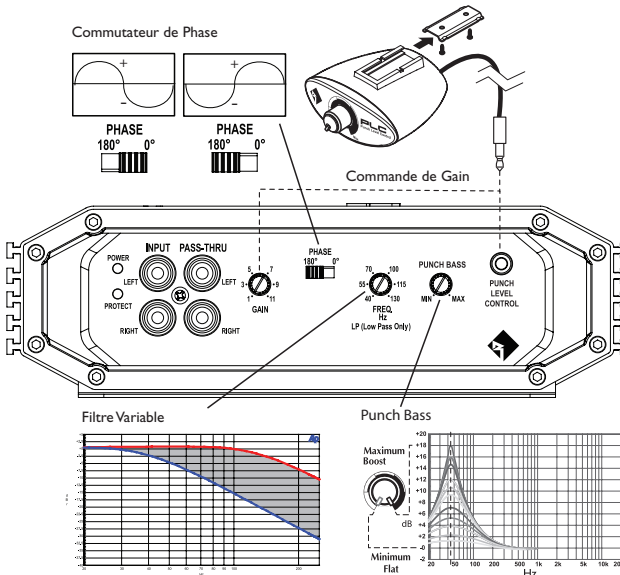 Commutateur de Phase
+
-
+
-
PHASE
180° 0°
PHASE
180° 0°
PLC
Commande de Gain
POWER
PROTECT
INPUT PASS-THRU
LEFT LEFT
RIGHT RIGHT
5 7
3 9
1 11
GAIN
PHASE
180° 0°
70 100
55 115
40 130
FREQ.
Hz
LP (Low Pass Only)
PUNCH BASS
MIN MAX
PUNCH
LEVEL
CONTROL
Filtre Variable
Punch Bass
Maximum
Boost
dB
Minimum
Flat
+20
+18
+16
+14
+12
+10
+8
+6
+4
+2
-0
-2
20 50 100 200 500 1k 2k 5k 10k 20k
Hz